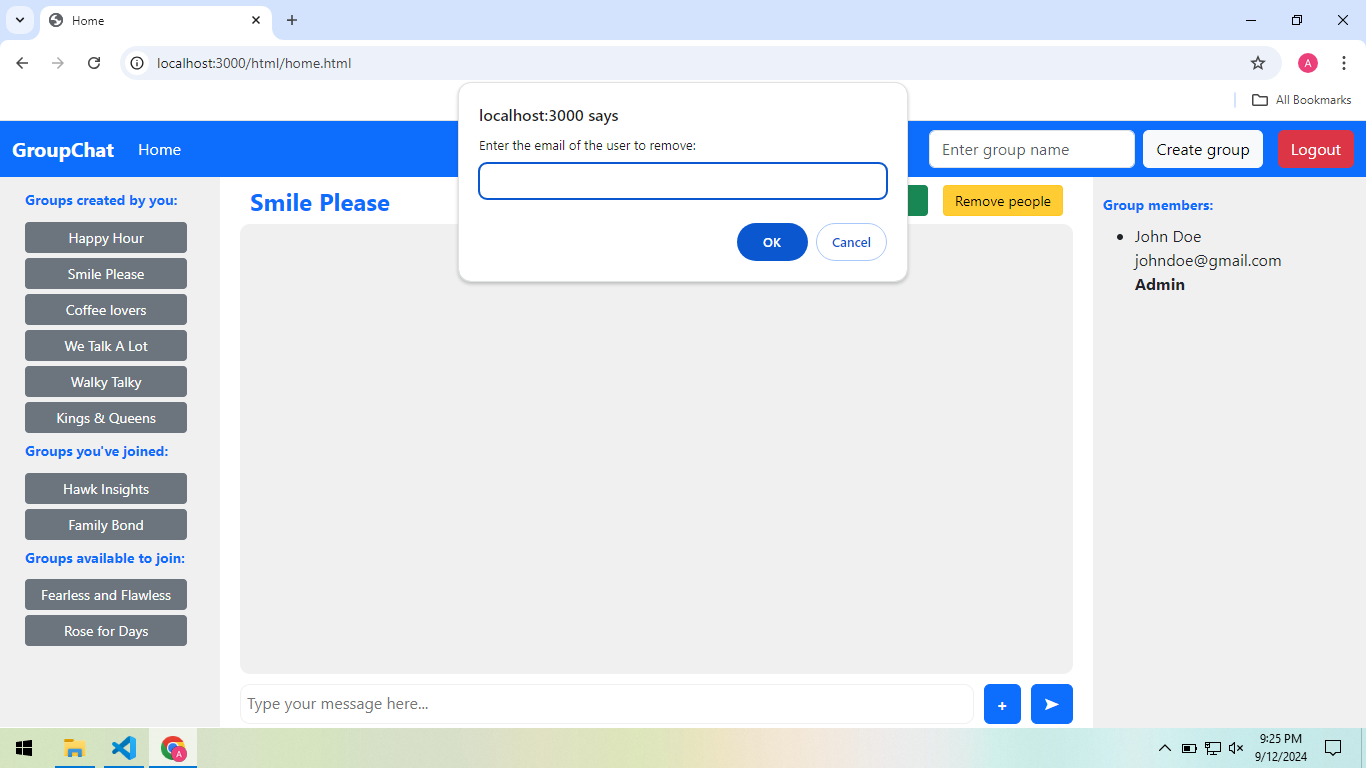 Home
localhost:3000/html/home.html
A
All Bookmarks
localhost:3000 says
Enter the email of the user to remove:
OK
Cancel
GroupChat
Home
Enter group name
Create group
Logout
Groups created by you:
Happy Hour
Smile Please
Coffee lovers
We Talk A Lot
Walky Talky
Kings & Queens
Groups you've joined:
Hawk Insights
Family Bond
Groups available to join:
Fearless and Flawless
Rose for Days
Smile Please
Remove people
Type your message here...
+
Group members:
John Doe
johndoe@gmail.com
Admin
A
9:25 PM
9/12/2024